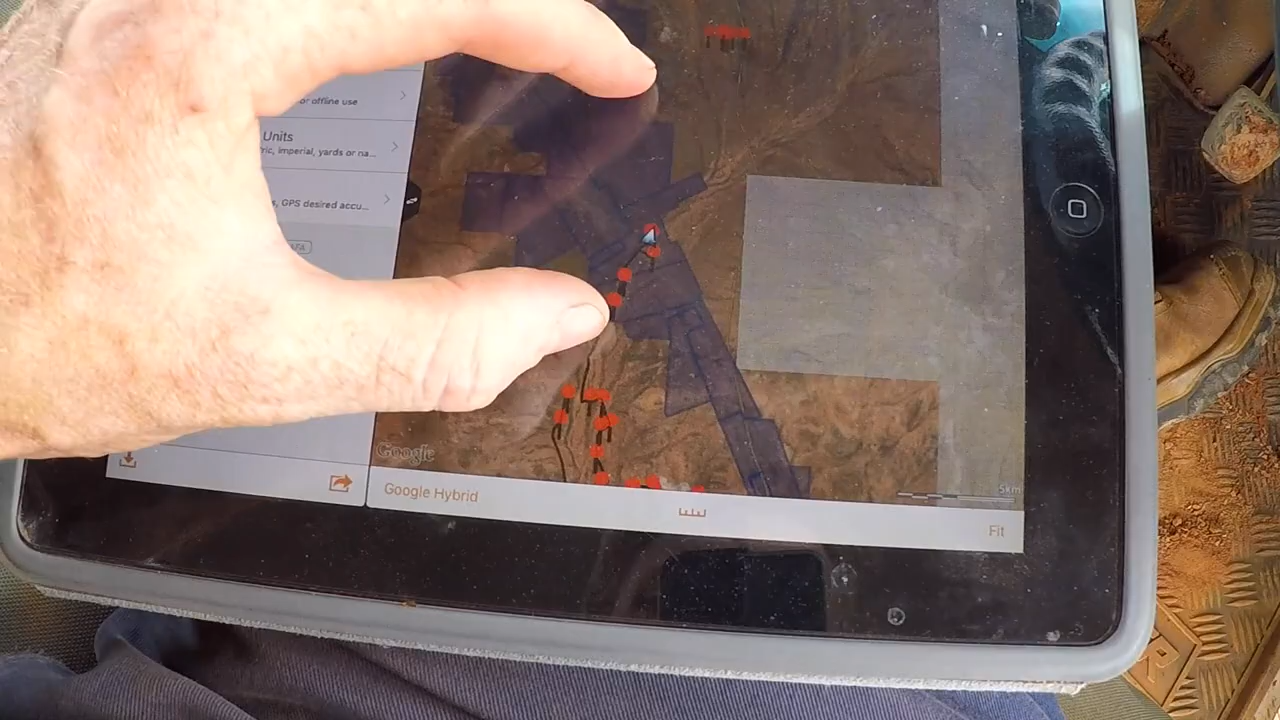 or offline use
Units
ric, imperial, yards or na...
s, GPS desired accu...
Google
5km
Google Hybrid
Fit